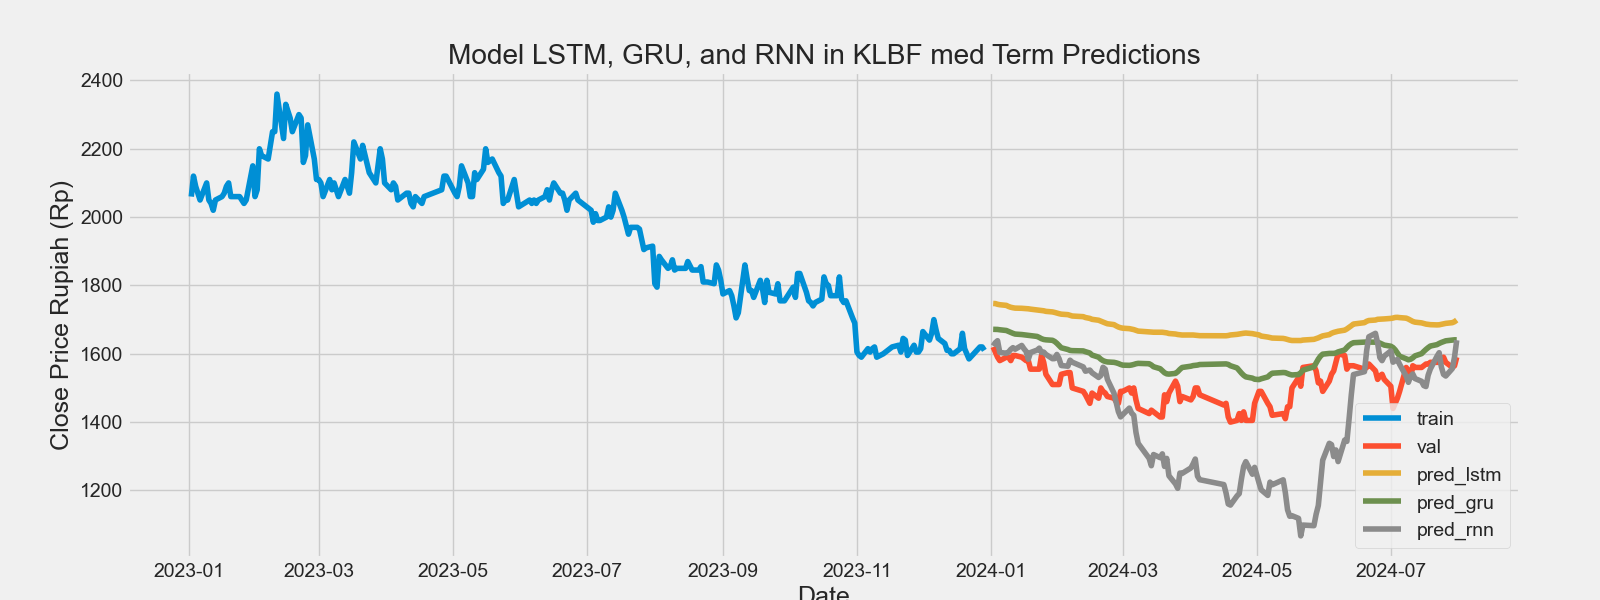 Model LSTM, GRU, and RNN in KLBF med Term Predictions
Close Price Rupiah (Rp)
2400
2200
2000
1800
1600
1400
1200
2023-01 2023-03 2023-05 2023-07 2023-09 2023-11 2024-01 2024-03 2024-05 2024-07
Date
train
val
pred_lstm
pred_gru
pred_rnn